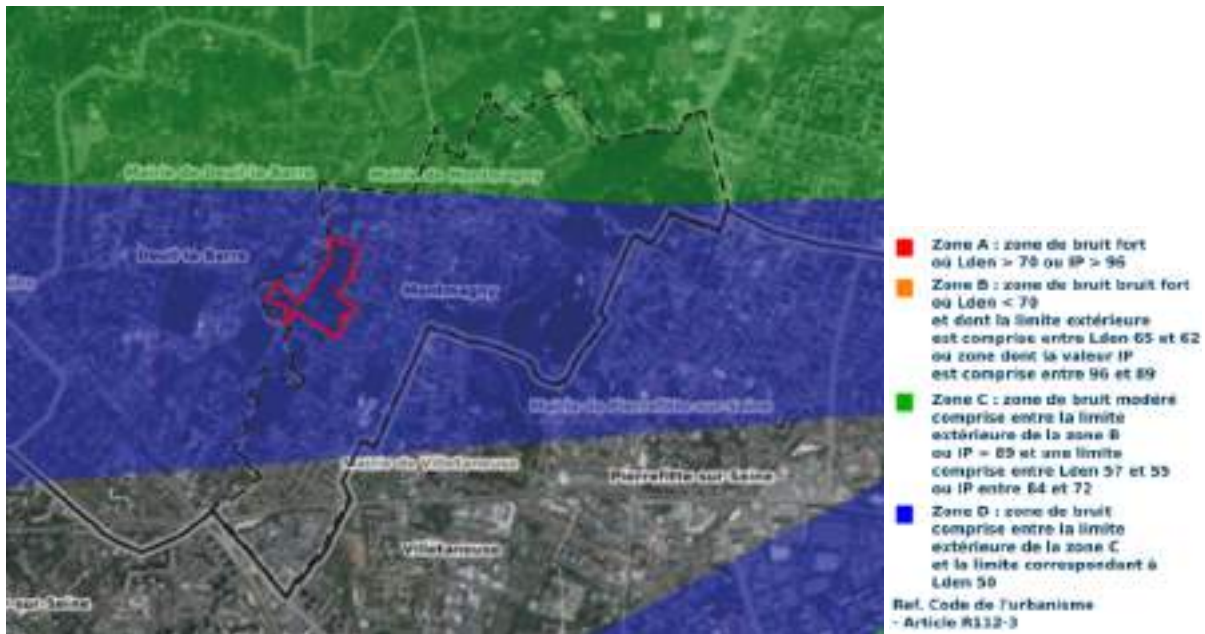 Mairie de Deuil-la-Barre
Mairie de Montmagny
Deuil-la-Barre
Montmagny
Mairie de Pierrefitte-sur-Seine
Mairie de Villetaneuse
Pierrefitte-sur-Seine
Villetaneuse
-sur-Seine
Zone A : zone de bruit fort
où Lden > 70 ou IP > 96
Zone B : zone de bruit bruit fort
où Lden < 70
et dont la limite extérieure
est comprise entre Lden 65 et 62
ou zone dont la valeur IP
est comprise entre 96 et 89
Zone C : zone de bruit modéré
comprise entre la limite
extérieure de la zone B
ou IP = 89 et une limite
comprise entre Lden 57 et 55
ou IP entre 84 et 72
Zone D : zone de bruit
comprise entre la limite
extérieure de la zone C
et la limite correspondant à
Lden 50
Ref. Code de l'urbanisme
- Article R112-3